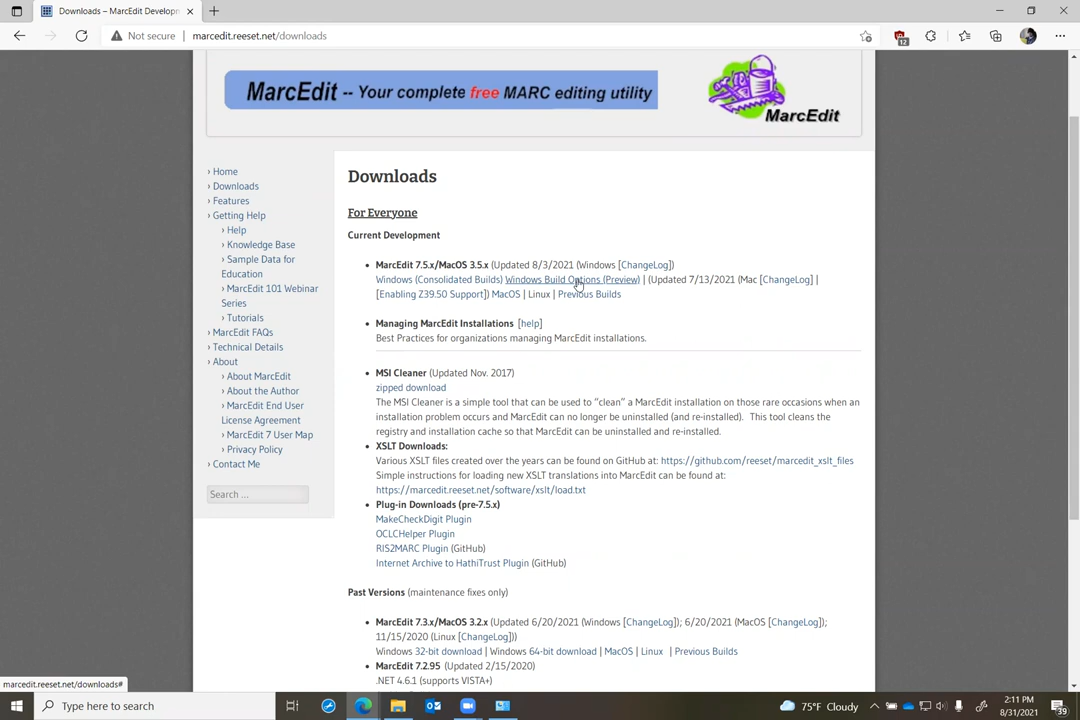 Downloads – MarcEdit Developm
Not secure marcedit.reeset.net/downloads
12
MarcEdit -- Your complete free MARC editing utility
MarcEdit
› Home
› Downloads
› Features
› Getting Help
› Help
› Knowledge Base
› Sample Data for
Education
› MarcEdit 101 Webinar
Series
› Tutorials
› MarcEdit FAQs
› Technical Details
› About
› About MarcEdit
› About the Author
› MarcEdit End User
License Agreement
› MarcEdit 7 User Map
› Privacy Policy
› Contact Me
Search ...
Downloads
For Everyone
Current Development
• MarcEdit 7.5.x/MacOS 3.5.x (Updated 8/3/2021 (Windows [ChangeLog])
Windows (Consolidated Builds) Windows Build Options (Preview) | (Updated 7/13/2021 (Mac [ChangeLog] |
[Enabling Z39.50 Support]) MacOS | Linux | Previous Builds
• Managing MarcEdit Installations [help]
Best Practices for organizations managing MarcEdit installations.
• MSI Cleaner (Updated Nov. 2017)
zipped download
The MSI Cleaner is a simple tool that can be used to "clean" a MarcEdit installation on those rare occasions when an
installation problem occurs and MarcEdit can no longer be uninstalled (and re-installed). This tool cleans the
registry and installation cache so that MarcEdit can be uninstalled and re-installed.
• XSLT Downloads:
Various XSLT files created over the years can be found on GitHub at: https://github.com/reeset/marcedit_xslt_files
Simple instructions for loading new XSLT translations into MarcEdit can be found at:
https://marcedit.reeset.net/software/xslt/load.txt
• Plug-in Downloads (pre-7.5.x)
MakeCheckDigit Plugin
OCLCHelper Plugin
RIS2MARC Plugin (GitHub)
Internet Archive to HathiTrust Plugin (GitHub)
Past Versions (maintenance fixes only)
• MarcEdit 7.3.x/MacOS 3.2.x (Updated 6/20/2021 (Windows [ChangeLog]); 6/20/2021 (MacOS [ChangeLog]);
11/15/2020 (Linux [ChangeLog]))
Windows 32-bit download | Windows 64-bit download | MacOS | Linux | Previous Builds
• MarcEdit 7.2.95 (Updated 2/15/2020)
.NET 4.6.1 (supports VISTA+)
marcedit.reeset.net/downloads#
Type here to search
75°F Cloudy
2:11 PM
8/31/2021
39